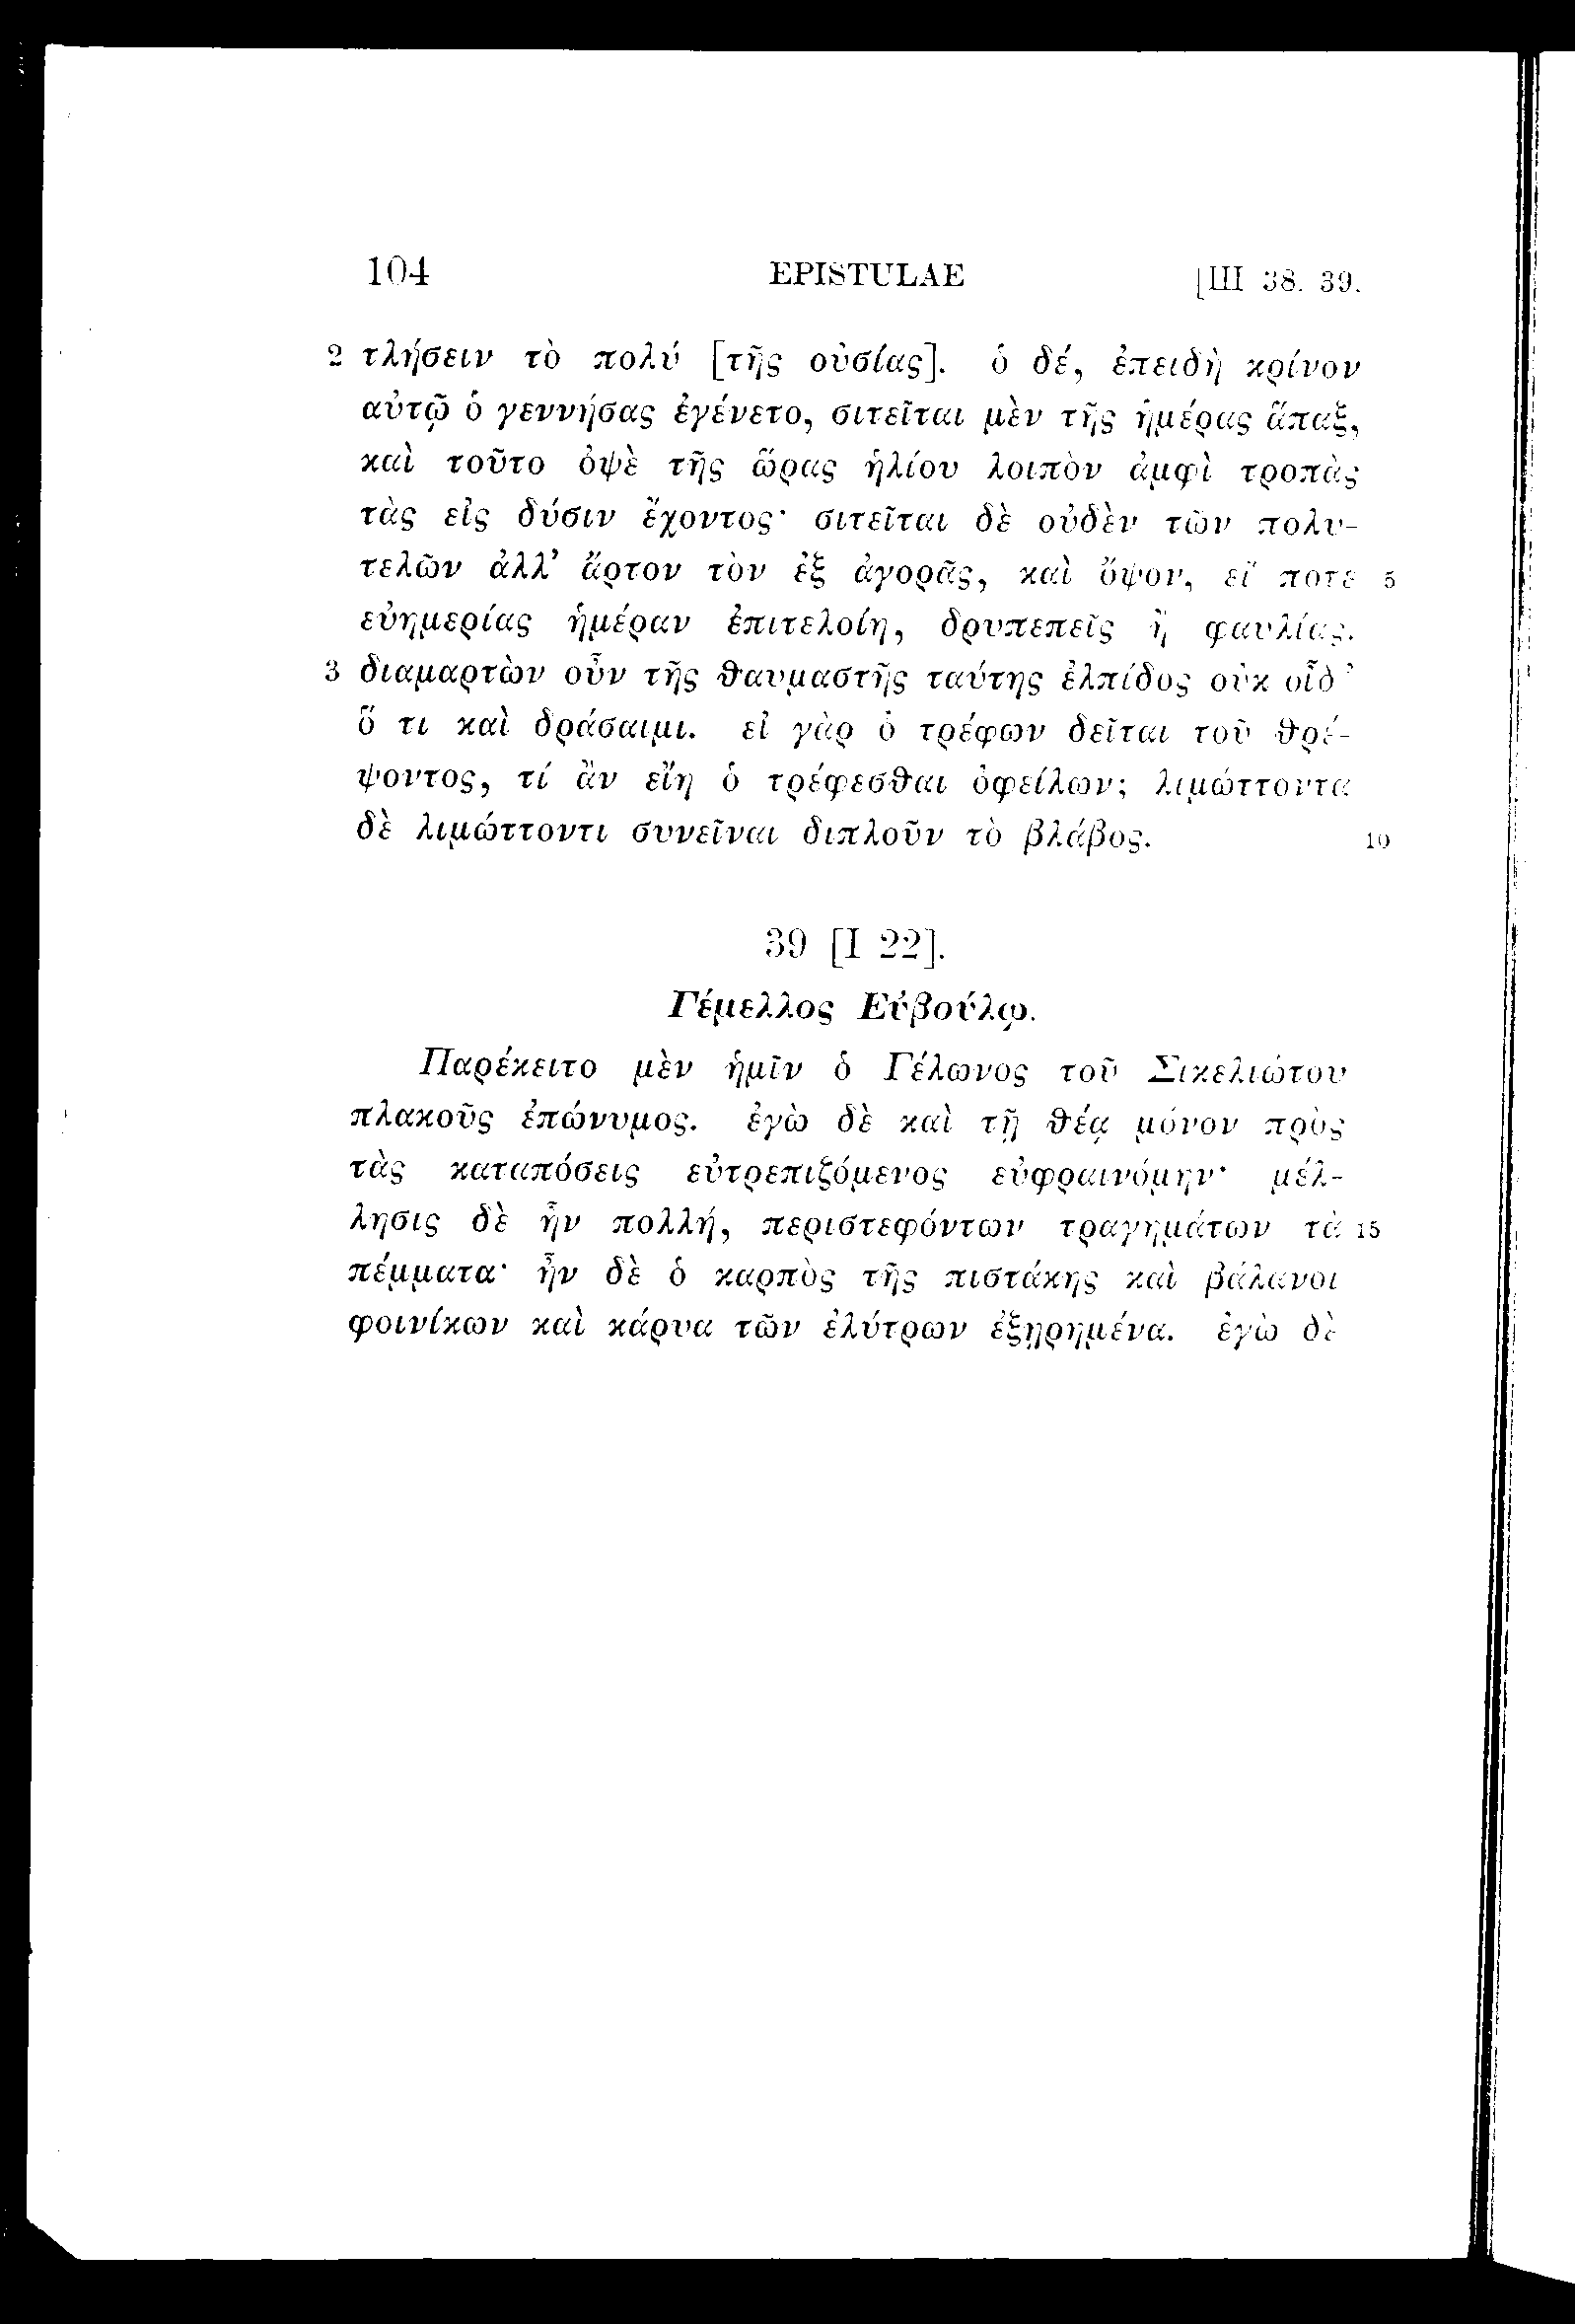 104 EPISTULAE [III 38. 39.
2 τλήσειν τὸ πολύ [τῆς οὐσίας]. ὁ δέ, ἐπειδὴ κρίνον
αὐτῷ ὁ γεννήσας ἐγένετο, σιτεῖται μὲν τῆς ἡμέρας ἅπαξ,
καὶ τοῦτο ὀψὲ τῆς ὥρας ἡλίου λοιπὸν ἀμφὶ τροπὰς
τὰς εἰς δύσιν ἔχοντος· σιτεῖται δὲ οὐδὲν τῶν πολυ-
τελῶν ἀλλ’ ἄρτον τὸν ἐξ ἀγορᾶς, καὶ ὄψον, εἴ ποτε 5
εὐημερίας ἡμέραν ἐπιτελοίη, δρυπεπεῖς ἢ φαυλίας.
3 διαμαρτὼν οὖν τῆς θαυμαστῆς ταύτης ἐλπίδος οὐκ οἶδ’
ὅ τι καὶ δράσαιμι. εἰ γὰρ ὁ τρέφων δεῖται τοῦ θρέ-
ψοντος, τί ἂν εἴη ὁ τρέφεσθαι ὀφείλων; λιμώττοντα
δὲ λιμώττοντι συνεῖναι διπλοῦν τὸ βλάβος. 10
39 [I 22].
Γέμελλος Εὐβούλῳ.
Παρέκειτο μὲν ἡμῖν ὁ Γέλωνος τοῦ Σικελιώτου
πλακοῦς ἐπώνυμος. ἐγὼ δὲ καὶ τῇ θέᾳ μόνον πρὸς
τὰς καταπόσεις εὐτρεπιζόμενος εὐφραινόμην· μέλ-
λησις δὲ ἦν πολλή, περιστεφόντων τραγημάτων τὰ 15
πέμματα· ἦν δὲ ὁ καρπὸς τῆς πιστάκης καὶ βάλανοι
φοινίκων καὶ κάρυα τῶν ἐλύτρων ἐξῃρημένα. ἐγὼ δὲ